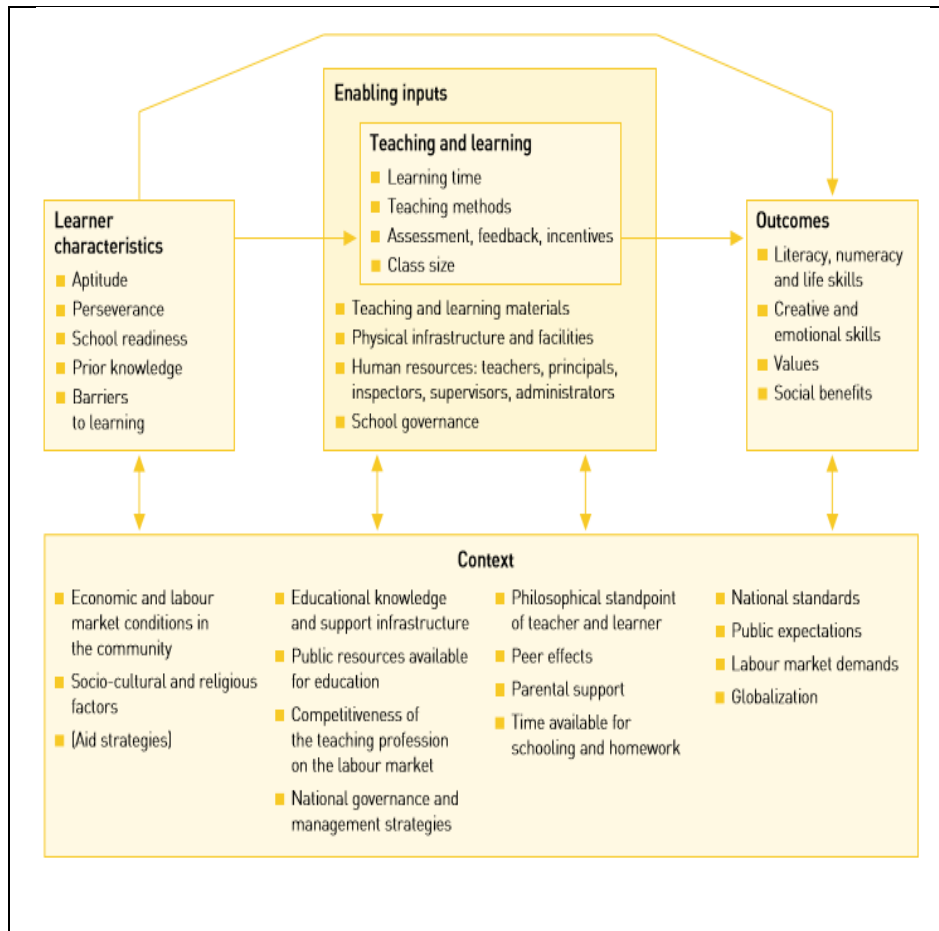 Enabling inputs
Teaching and learning
Learning time
Teaching methods
Assessment, feedback, incentives
Class size
Teaching and learning materials
Physical infrastructure and facilities
Human resources: teachers, principals,
inspectors, supervisors, administrators
School governance
Learner
characteristics
Aptitude
Perseverance
School readiness
Prior knowledge
Barriers
to learning
Outcomes
Literacy, numeracy
and life skills
Creative and
emotional skills
Values
Social benefits
Context
Economic and labour
market conditions in
the community
Socio-cultural and religious
factors
(Aid strategies)
Educational knowledge
and support infrastructure
Public resources available
for education
Competitiveness of
the teaching profession
on the labour market
National governance and
management strategies
Philosophical standpoint
of teacher and learner
Peer effects
Parental support
Time available for
schooling and homework
National standards
Public expectations
Labour market demands
Globalization